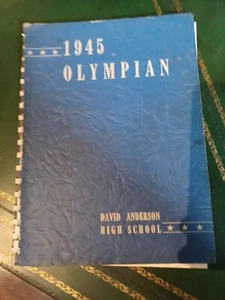 1945
OLYMPIAN
DAVID ANDERSON
HIGH SCHOOL